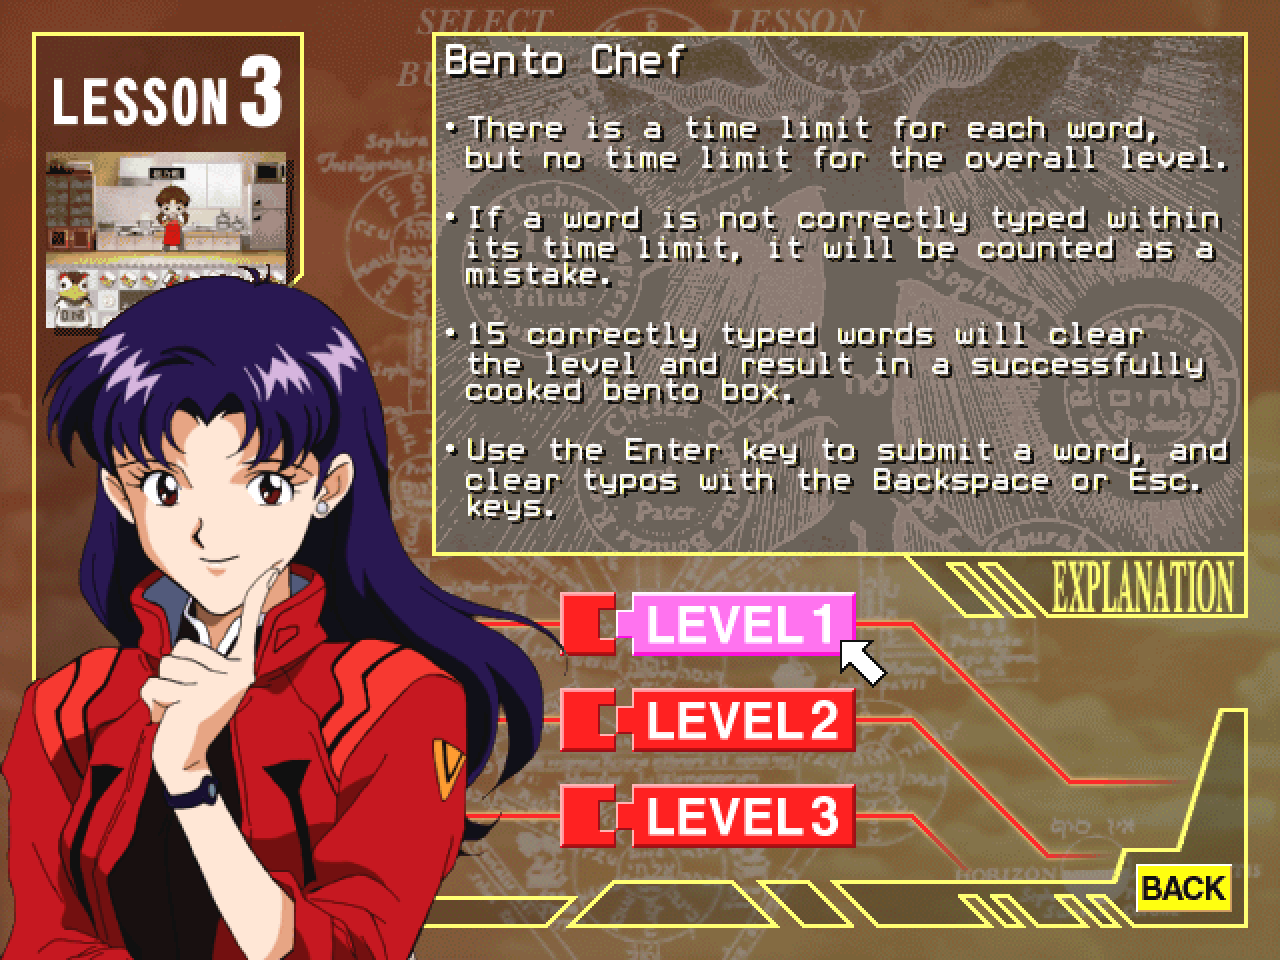 SELECT LESSON
LESSON 3
Bento Chef
• There is a time limit for each word,
but no time limit for the overall level.
• If a word is not correctly typed within
its time limit, it will be counted as a
mistake.
• 15 correctly typed words will clear
the level and result in a successfully
cooked bento box.
• Use the Enter key to submit a word, and
clear typos with the Backspace or Esc.
keys.
EXPLANATION
LEVEL 1
LEVEL 2
LEVEL 3
HORIZON
BACK